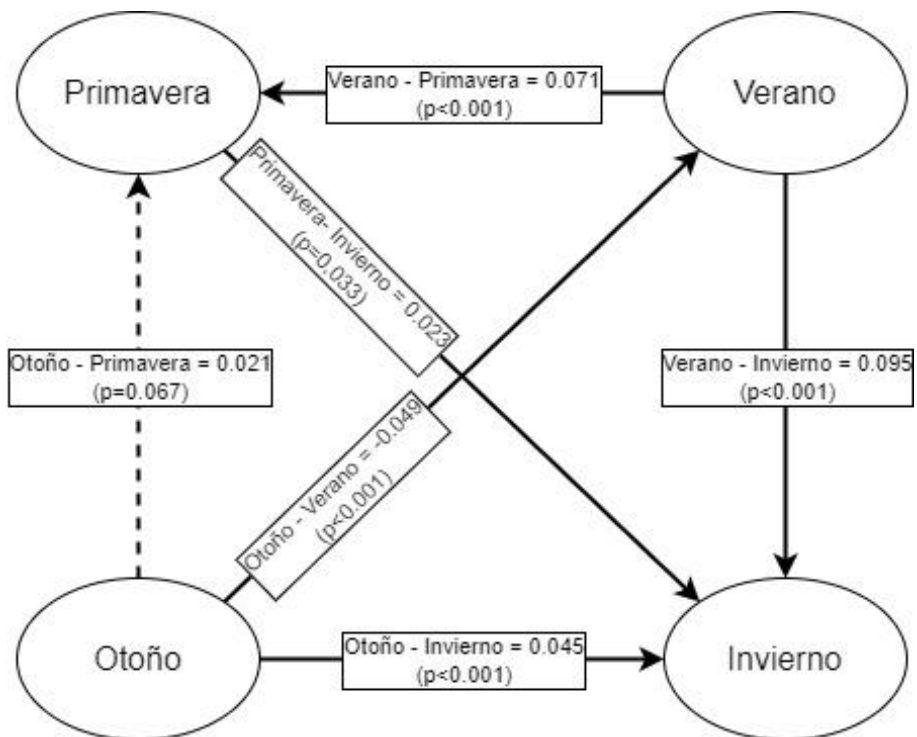 Primavera
Verano - Primavera = 0.071
(p<0.001)
Verano
Primavera- Invierno = 0.023
(p=0,033)
Otoño - Primavera = 0.021
(p=0.067)
Verano - Invierno = 0.095
(p<0.001)
Otoño - Verano = -0.049
(p<0.001)
Otoño
Otoño - Invierno = 0.045
(p<0.001)
Invierno